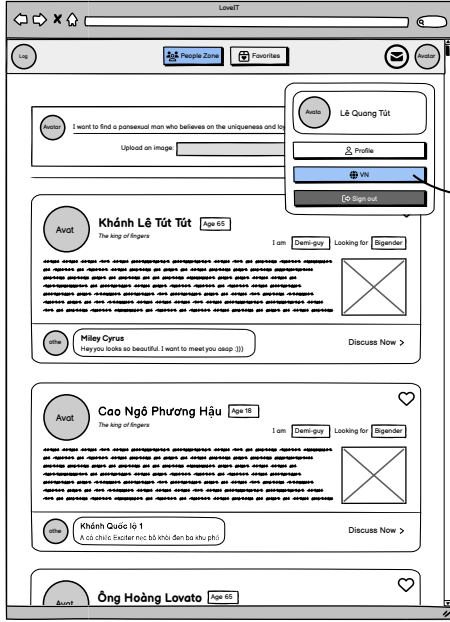 LoveIT
Log
People Zone
Favorites
Avatar
Avata
Lê Quang Tút
Profile
VN
Sign out
Avatar
I want to find a pansexual man who believes on the uniqueness and loy
Upload an image:
Avat
Khánh Lê Tút Tút
Age 65
The king of fingers
I am
Demi-guy
Looking for
Bigender
othe
Miley Cyrus
Hey you looks so beautiful. I want to meet you asap :)))
Discuss Now >
Avat
Cao Ngô Phương Hậu
Age 18
The king of fingers
I am
Demi-guy
Looking for
Bigender
othe
Khánh Quốc lộ 1
A có chiếc Exciter nẹc bô khói đen ba khu phố
Discuss Now >
Avat
Ông Hoàng Lovato
Age 65